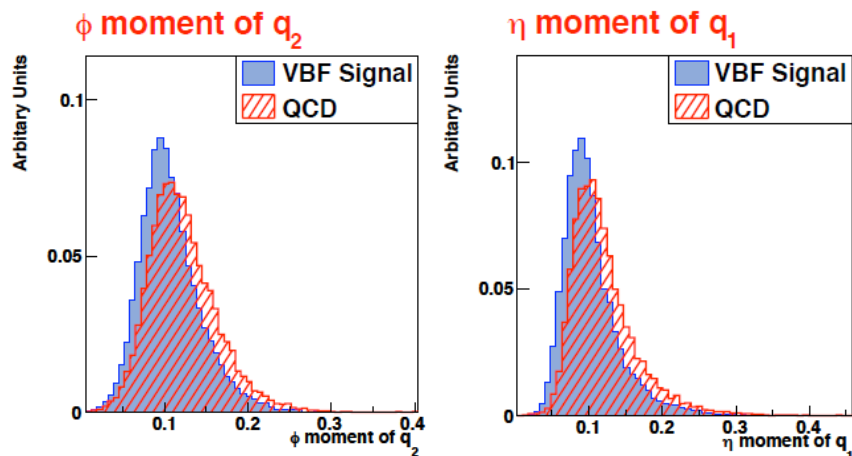 φ moment of q2
Arbitary Units
VBF Signal
QCD
0.1
0.05
0
0.1
0.2
0.3
0.4
φ moment of q2
η moment of q1
Arbitary Units
VBF Signal
QCD
0.1
0.05
0
0.1
0.2
0.3
0.4
η moment of q1